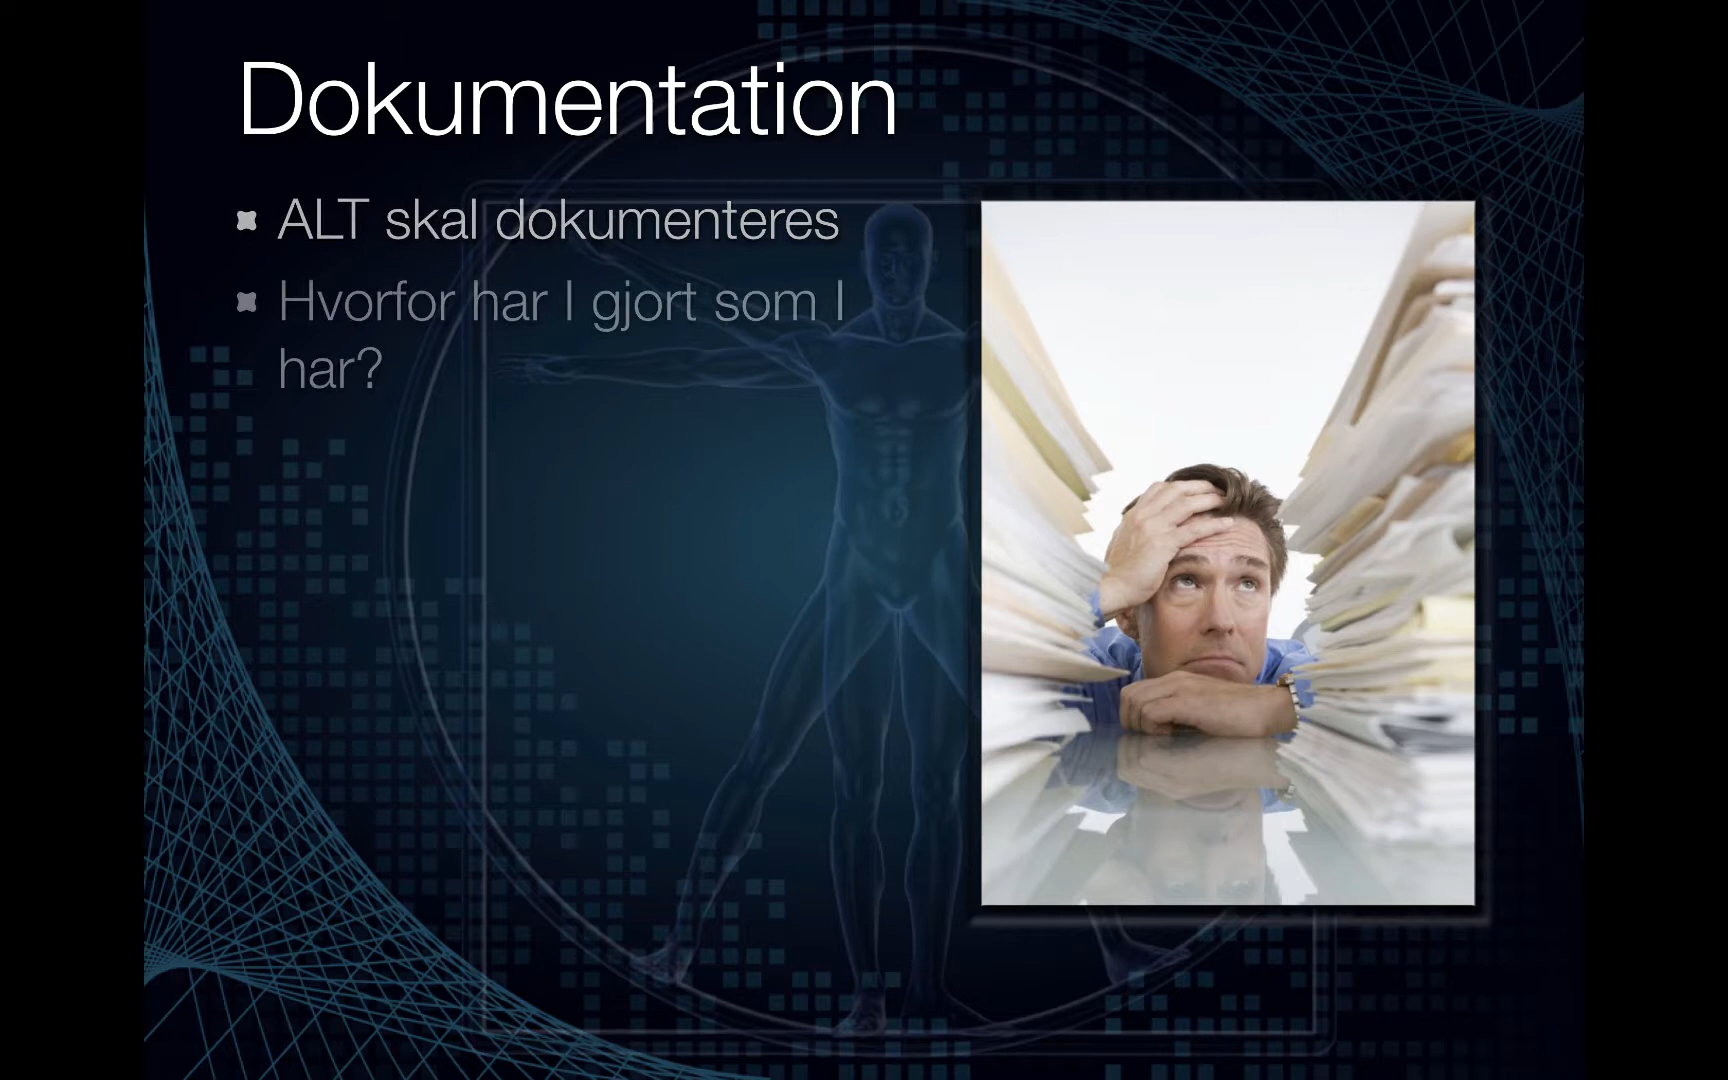 Dokumentation
ALT skal dokumenteres
Hvorfor har I gjort som I
har?